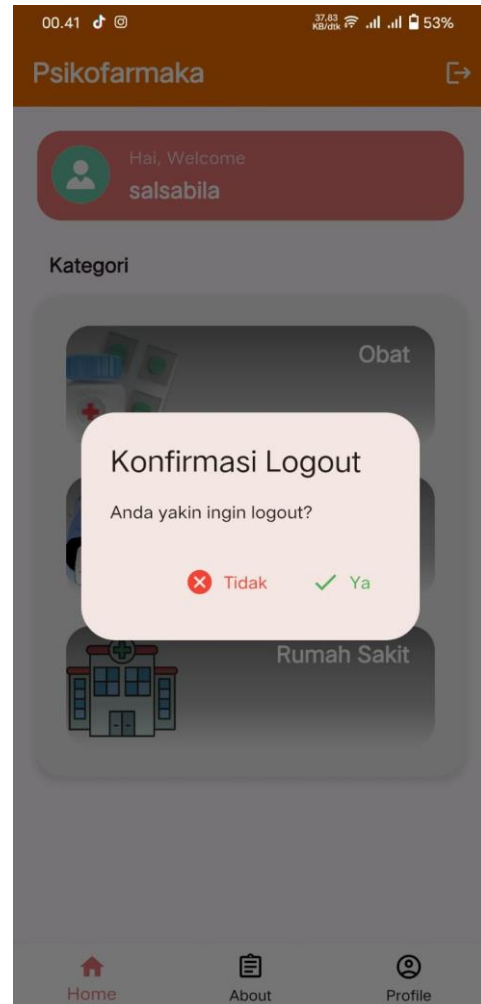 00.41 37,83 KB/dtk 53%
Psikofarmaka
Hai, Welcome
salsabila
Kategori
Obat
Konfirmasi Logout
Anda yakin ingin logout?
Tidak Ya
Rumah Sakit
Home About Profile